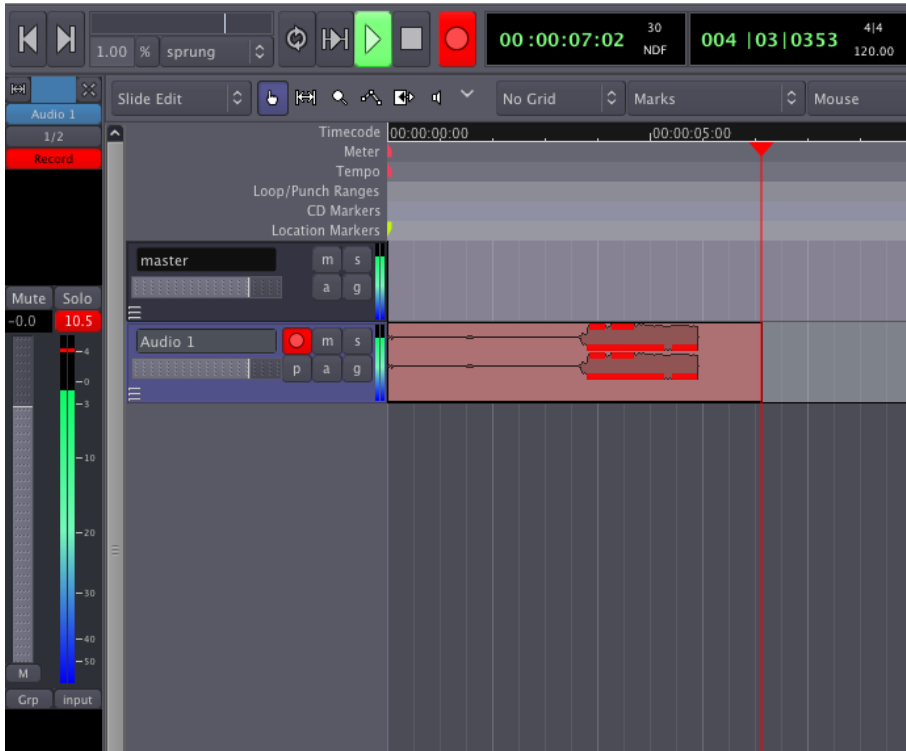 1.00 % sprung
00:00:07:02 30 NDF
004 |03|0353 4|4 120.00
Slide Edit No Grid Marks Mouse
Audio 1
1/2
Record
Timecode 00:00:00:00 00:00:05:00
Meter
Tempo
Loop/Punch Ranges
CD Markers
Location Markers
master m s
a g
Mute Solo
-0.0 10.5
Audio 1 m s
p a g
-4
-0
-3
-10
-20
-30
-40
-50
M
Grp input